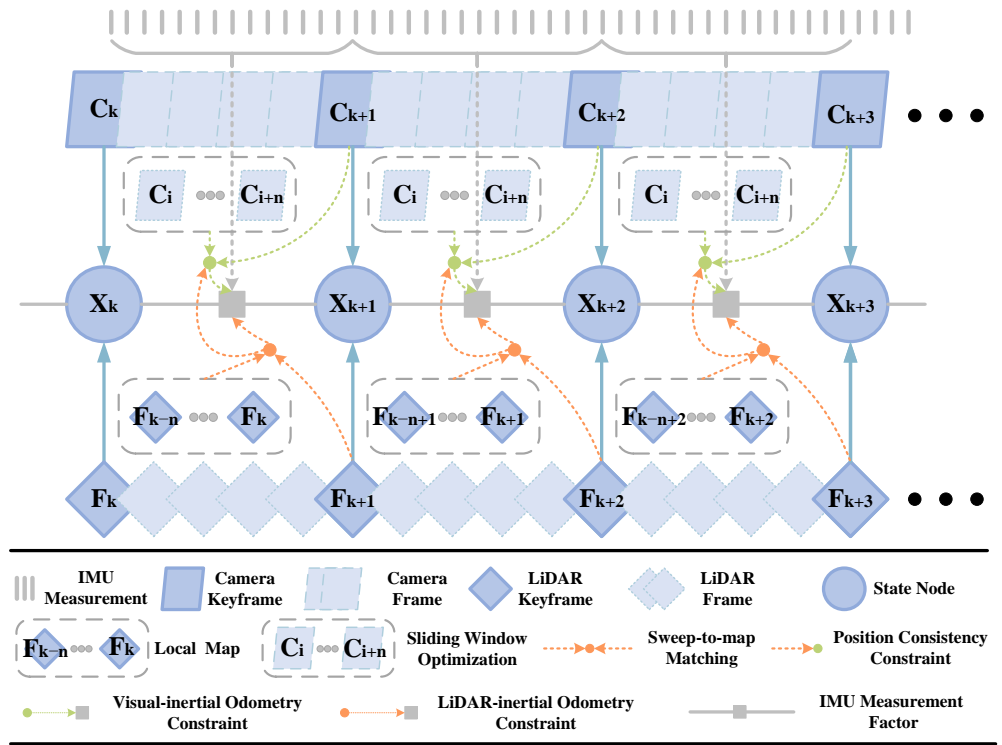 Ck Ck+1 Ck+2 Ck+3
Ci Ci+n Ci Ci+n Ci Ci+n
Xk Xk+1 Xk+2 Xk+3
Fk−n Fk Fk−n+1 Fk+1 Fk−n+2 Fk+2
Fk Fk+1 Fk+2 Fk+3
IMU
Measurement
Camera
Keyframe
Camera
Frame
LiDAR
Keyframe
LiDAR
Frame
State Node
Fk−n Fk
Local Map
Ci Ci+n
Sliding Window
Optimization
Sweep-to-map
Matching
Position Consistency
Constraint
Visual-inertial Odometry
Constraint
LiDAR-inertial Odometry
Constraint
IMU Measurement
Factor